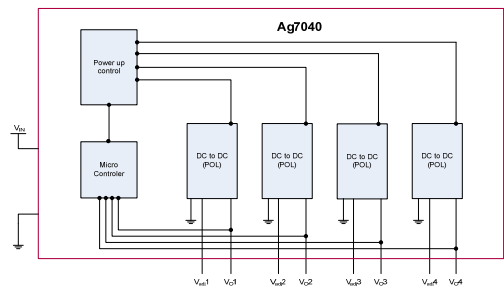 Ag7040
Power up
control
VIN
Micro
Controler
DC to DC
(POL)
DC to DC
(POL)
DC to DC
(POL)
DC to DC
(POL)
Vadj1 VO1 Vadj2 VO2 Vadj3 VO3 Vadj4 VO4